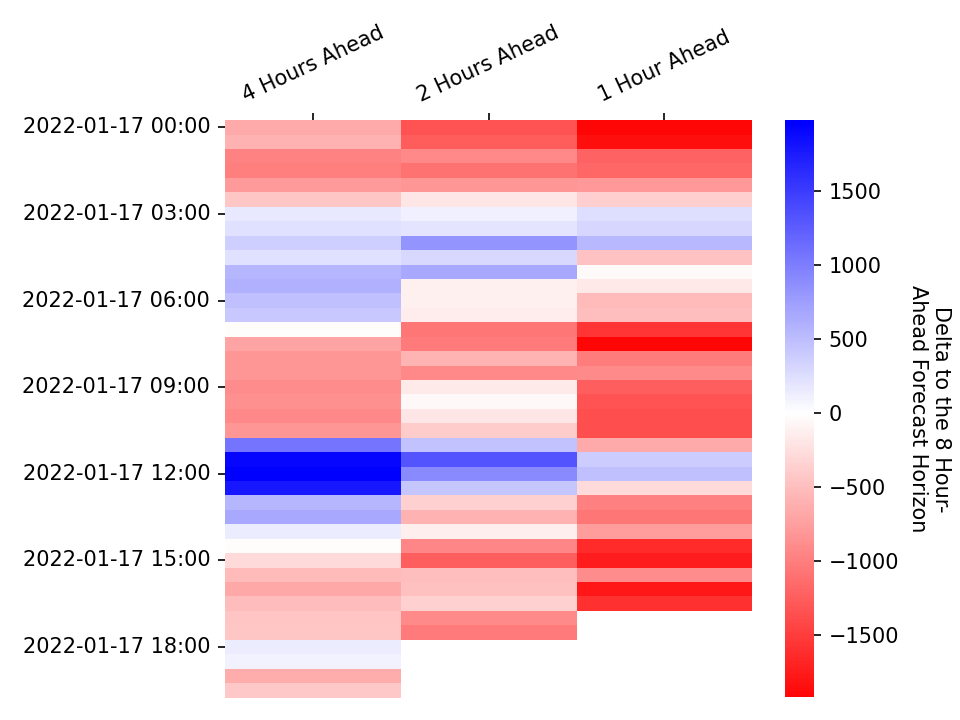 4 Hours Ahead
2 Hours Ahead
1 Hour Ahead
2022-01-17 00:00
2022-01-17 03:00
2022-01-17 06:00
2022-01-17 09:00
2022-01-17 12:00
2022-01-17 15:00
2022-01-17 18:00
1500
1000
500
0
−500
−1000
−1500
Delta to the 8 Hour-
Ahead Forecast Horizon